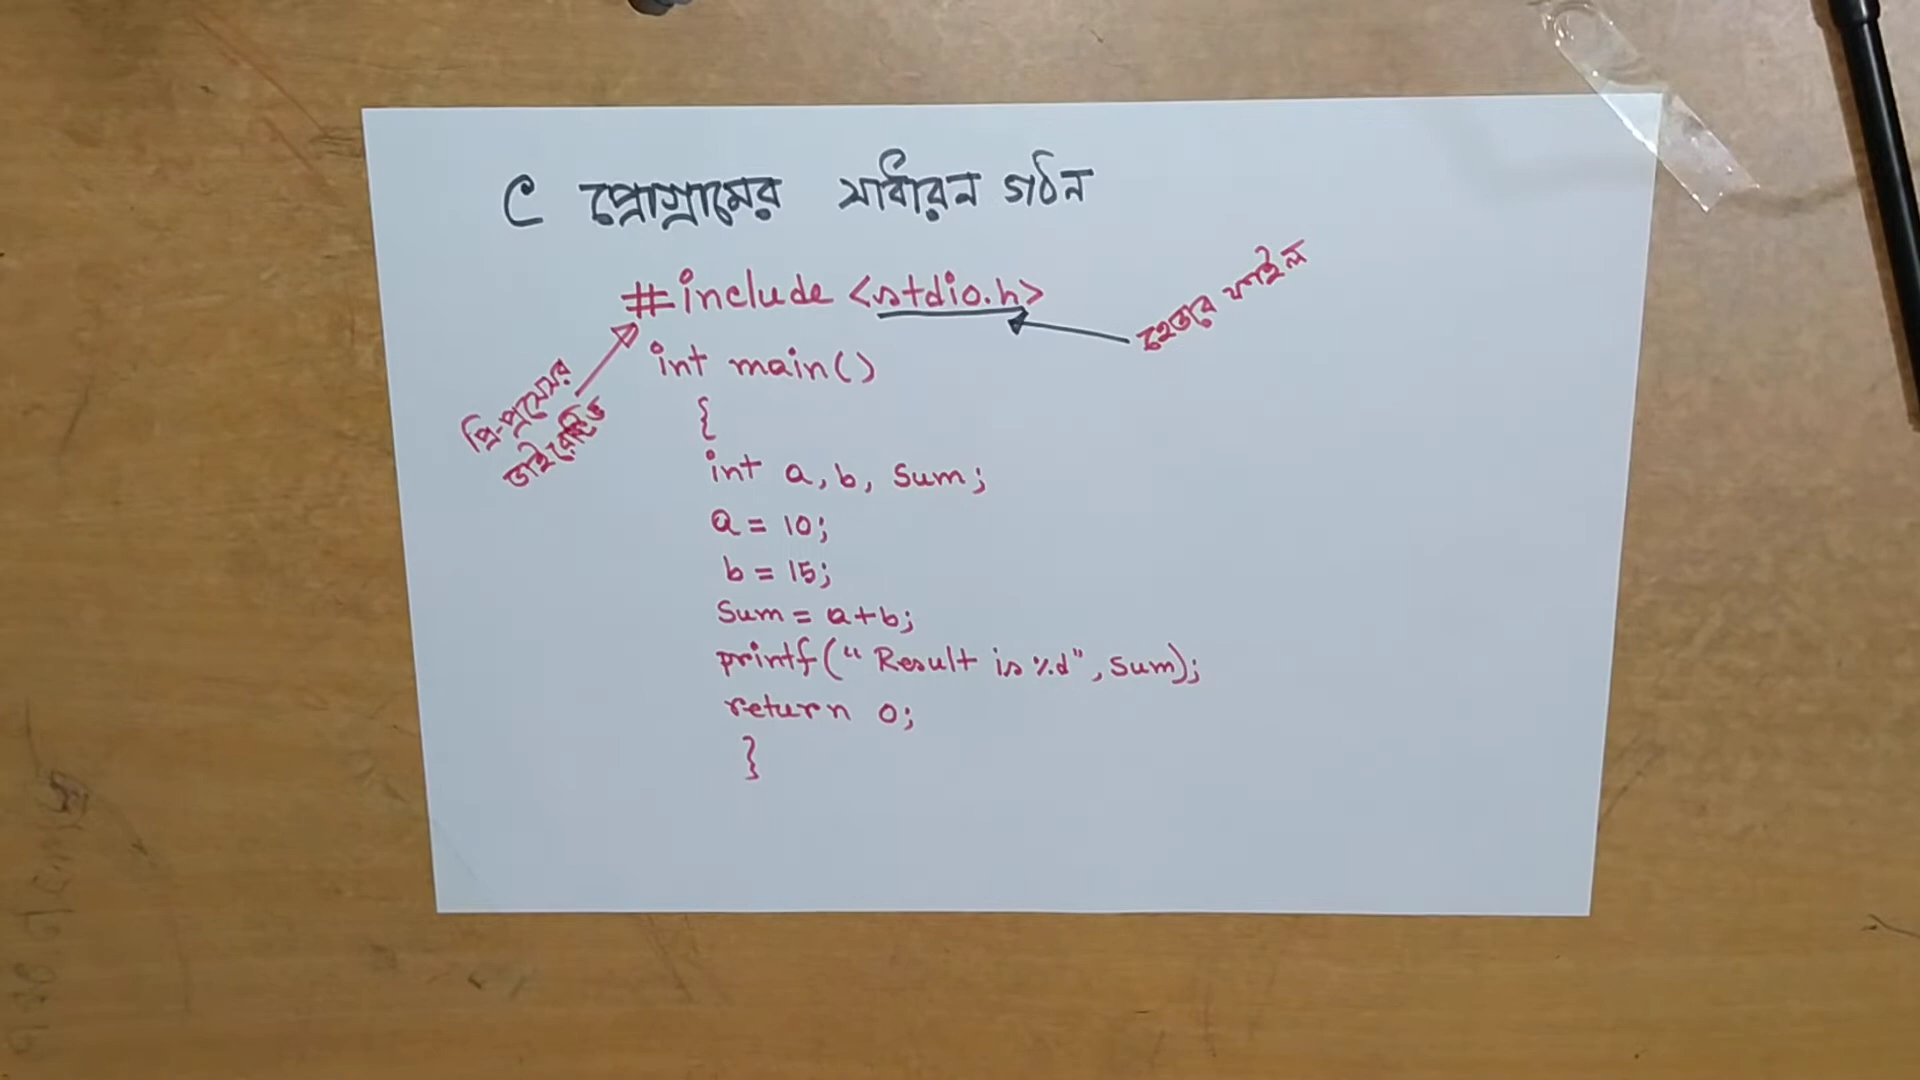 C প্রোগ্রামের সাধারন গঠন
#include <stdio.h>
হেডার ফাইল
int main()
প্রি-প্রসেসর
ডাইরেক্টিভ
{
int a, b, sum;
a = 10;
b = 15;
Sum = a+b;
printf("Result is %d", sum);
return 0;
}